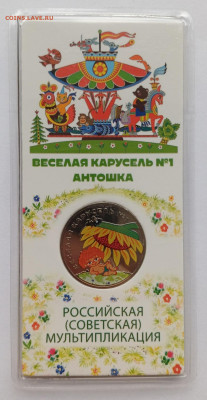 COINS.LAVE.RU
ВЕСЕЛАЯ КАРУСЕЛЬ №1
АНТОШКА
РОССИЙСКАЯ
(СОВЕТСКАЯ)
МУЛЬТИПЛИКАЦИЯ